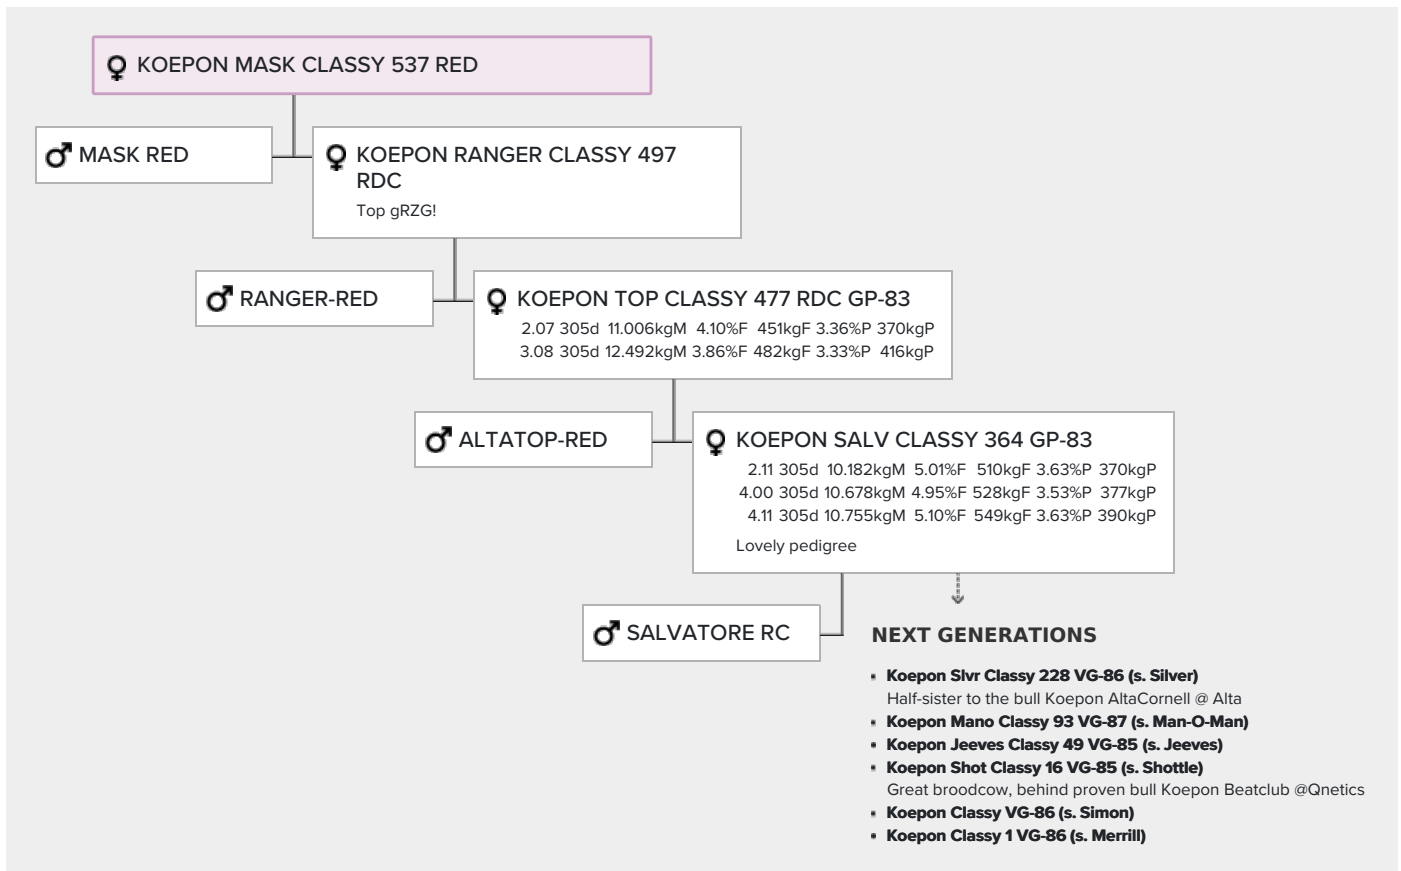 KOEPON MASK CLASSY 537 RED
MASK RED
KOEPON RANGER CLASSY 497
RDC
Top gRZG!
RANGER-RED
KOEPON TOP CLASSY 477 RDC GP-83
2.07 305d 11.006kgM 4.10%F 451kgF 3.36%P 370kgP
3.08 305d 12.492kgM 3.86%F 482kgF 3.33%P 416kgP
ALTATOP-RED
KOEPON SALV CLASSY 364 GP-83
2.11 305d 10.182kgM 5.01%F 510kgF 3.63%P 370kgP
4.00 305d 10.678kgM 4.95%F 528kgF 3.53%P 377kgP
4.11 305d 10.755kgM 5.10%F 549kgF 3.63%P 390kgP
Lovely pedigree
SALVATORE RC
NEXT GENERATIONS
Koepon Slvr Classy 228 VG-86 (s. Silver)
Half-sister to the bull Koepon AltaCornell @ Alta
Koepon Mano Classy 93 VG-87 (s. Man-O-Man)
Koepon Jeeves Classy 49 VG-85 (s. Jeeves)
Koepon Shot Classy 16 VG-85 (s. Shottle)
Great broodcow, behind proven bull Koepon Beatclub @Qnetics
Koepon Classy VG-86 (s. Simon)
Koepon Classy 1 VG-86 (s. Merrill)